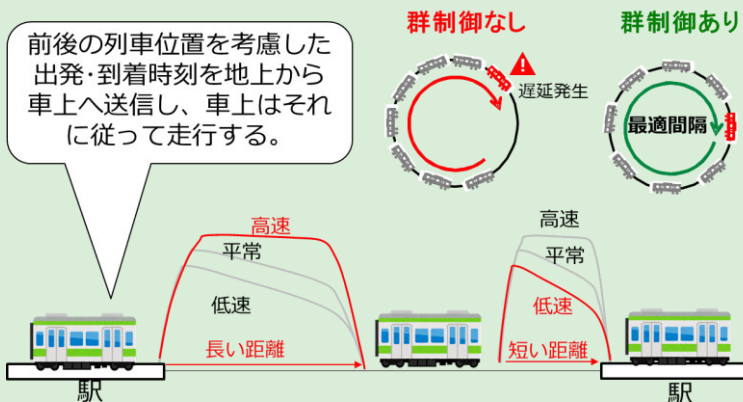 前後の列車位置を考慮した
出発・到着時刻を地上から
車上へ送信し、車上はそれ
に従って走行する。
群制御なし
遅延発生
群制御あり
最適間隔
高速
平常
低速
長い距離
駅
高速
平常
低速
短い距離
駅